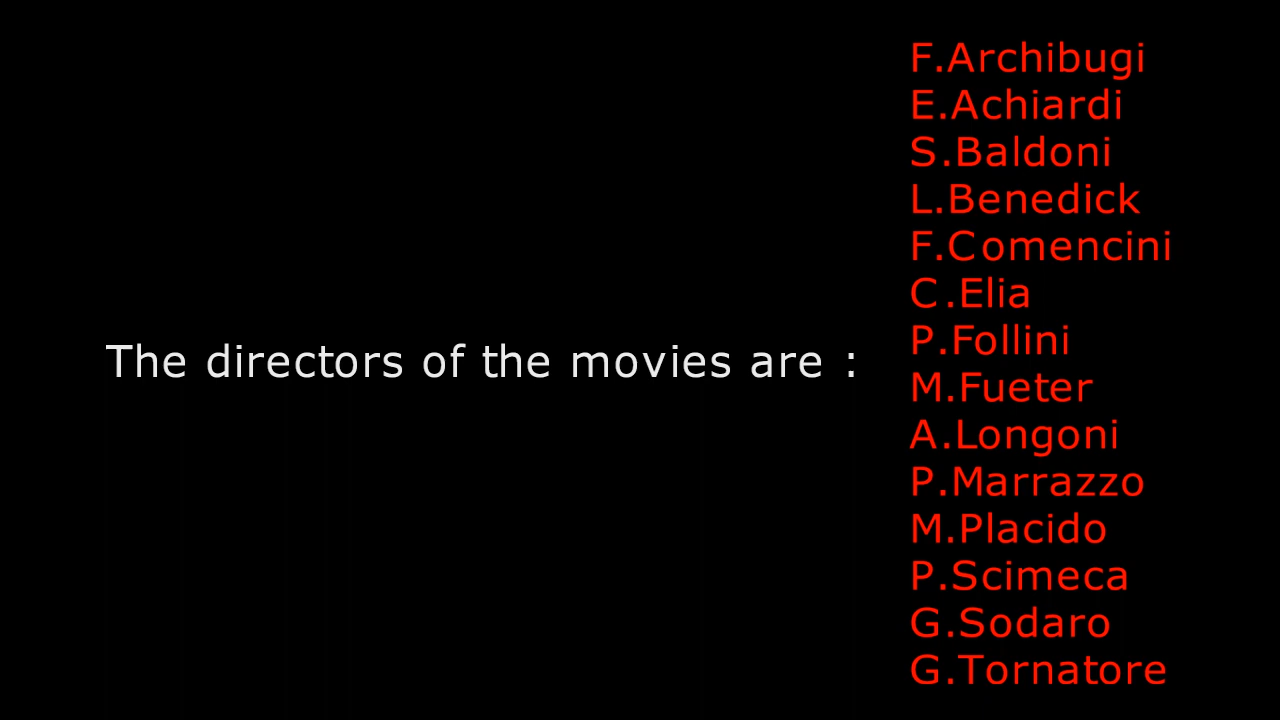 The directors of the movies are :
F.Archibugi
E.Achiardi
S.Baldoni
L.Benedick
F.Comencini
C.Elia
P.Follini
M.Fueter
A.Longoni
P.Marrazzo
M.Placido
P.Scimeca
G.Sodaro
G.Tornatore